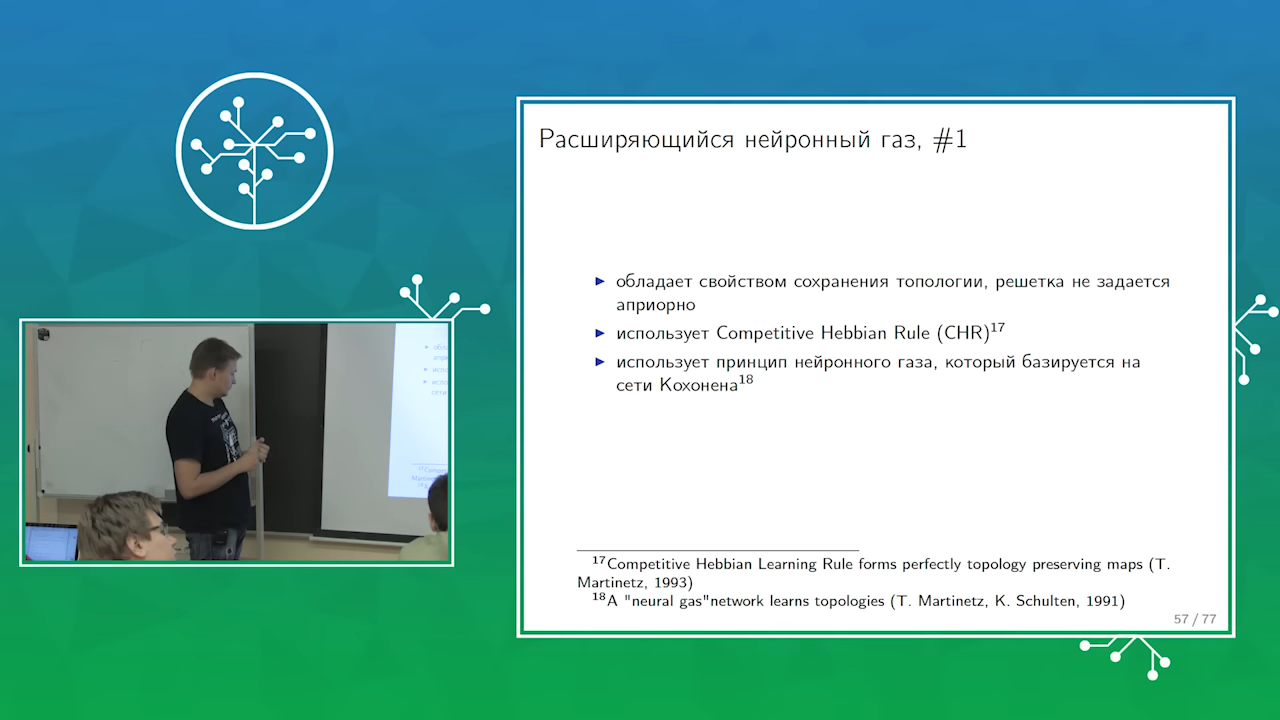 Расширяющийся нейронный газ, #1
▶ обладает свойством сохранения топологии, решетка не задается
априорно
▶ использует Competitive Hebbian Rule (CHR)17
▶ использует принцип нейронного газа, который базируется на
сети Кохонена18
17Competitive Hebbian Learning Rule forms perfectly topology preserving maps (T.
Martinetz, 1993)
18A "neural gas"network learns topologies (T. Martinetz, K. Schulten, 1991)
57 / 77